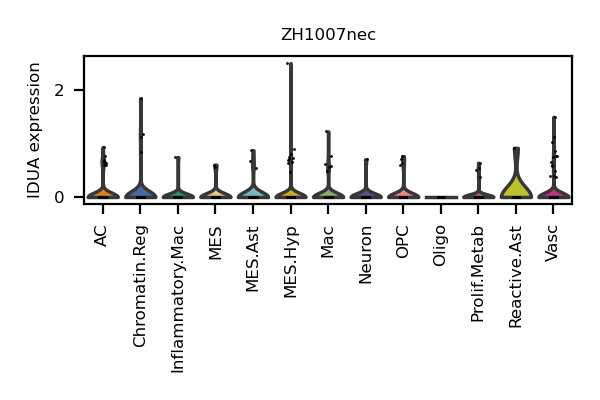 ZH1007nec
IDUA expression
2
0
AC
Chromatin.Reg
Inflammatory.Mac
MES
MES.Ast
MES.Hyp
Mac
Neuron
OPC
Oligo
Prolif.Metab
Reactive.Ast
Vasc